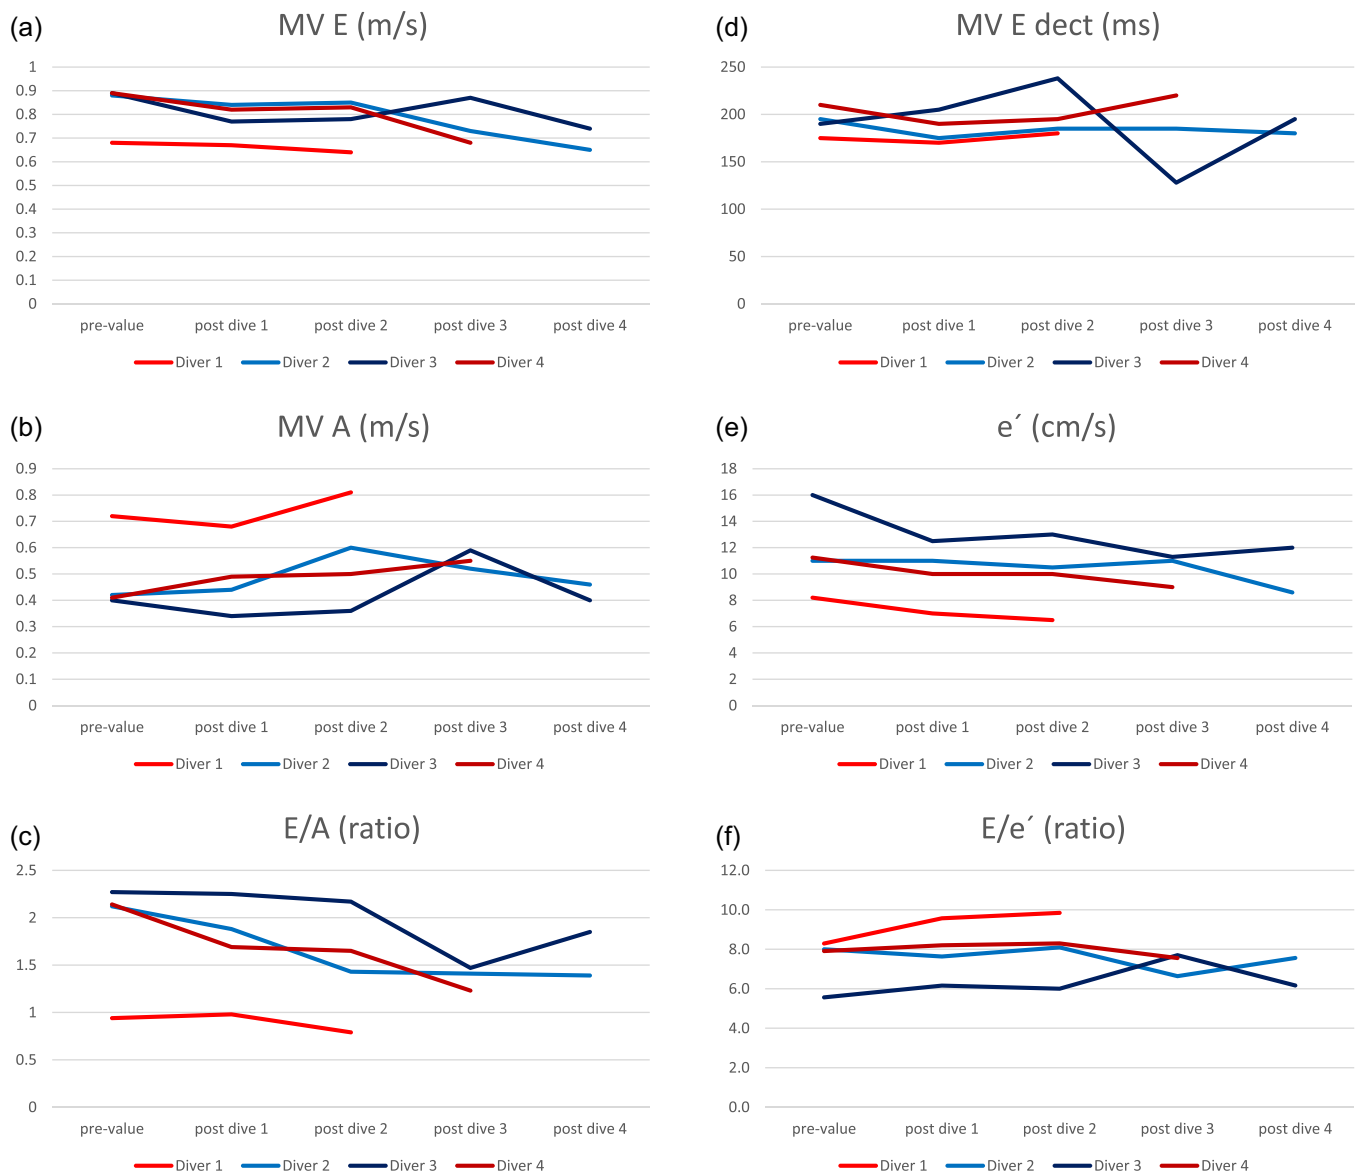 (a)
MV E (m/s)
1
0.9
0.8
0.7
0.6
0.5
0.4
0.3
0.2
0.1
0
pre-value post dive 1 post dive 2 post dive 3 post dive 4
Diver 1 Diver 2 Diver 3 Diver 4
(d)
MV E dect (ms)
250
200
150
100
50
0
pre-value post dive 1 post dive 2 post dive 3 post dive 4
Diver 1 Diver 2 Diver 3 Diver 4
(b)
MV A (m/s)
0.9
0.8
0.7
0.6
0.5
0.4
0.3
0.2
0.1
0
pre-value post dive 1 post dive 2 post dive 3 post dive 4
Diver 1 Diver 2 Diver 3 Diver 4
(e)
e´ (cm/s)
18
16
14
12
10
8
6
4
2
0
pre-value post dive 1 post dive 2 post dive 3 post dive 4
Diver 1 Diver 2 Diver 3 Diver 4
(c)
E/A (ratio)
2.5
2
1.5
1
0.5
0
pre-value post dive 1 post dive 2 post dive 3 post dive 4
Diver 1 Diver 2 Diver 3 Diver 4
(f)
E/e´ (ratio)
12.0
10.0
8.0
6.0
4.0
2.0
0.0
pre-value post dive 1 post dive 2 post dive 3 post dive 4
Diver 1 Diver 2 Diver 3 Diver 4